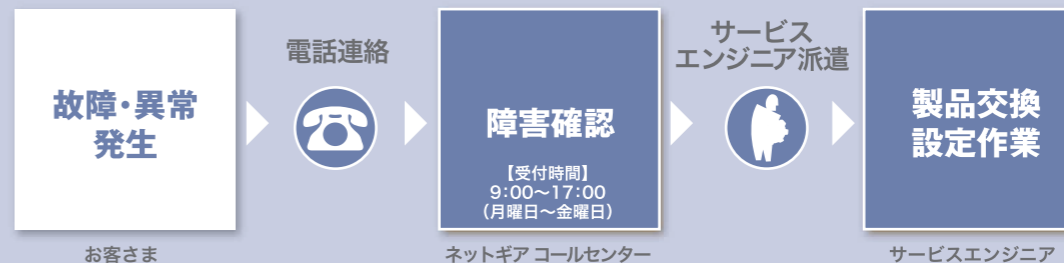 故障・異常
発生
お客さま
電話連絡
障害確認
【受付時間】
9:00〜17:00
（月曜日〜金曜日）
ネットギア コールセンター
サービス
エンジニア派遣
製品交換
設定作業
サービスエンジニア